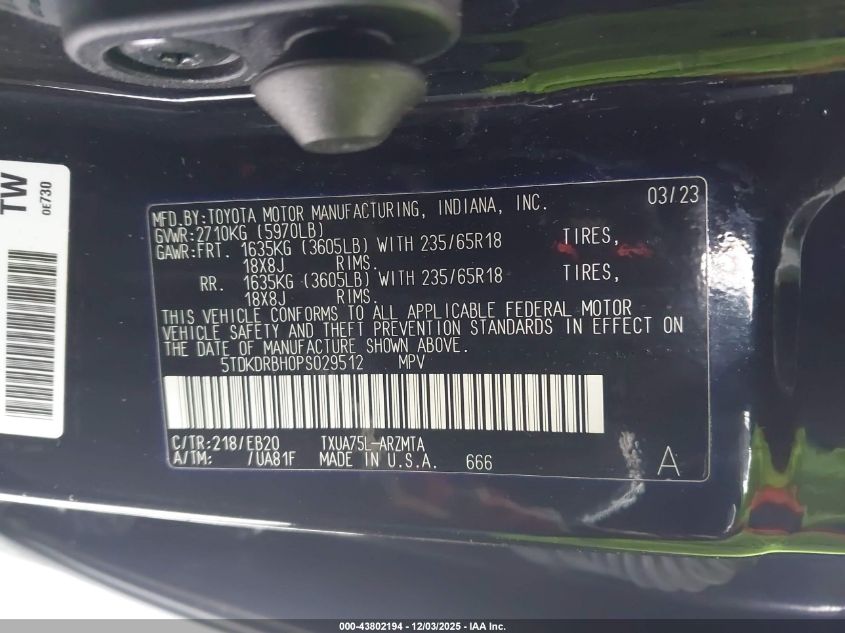 TW
0E730
MFD.BY:TOYOTA MOTOR MANUFACTURING, INDIANA, INC. 03/23
GVWR:2710KG (5970LB)
GAWR:FRT. 1635KG (3605LB) WITH 235/65R18 TIRES,
18X8J RIMS.
RR. 1635KG (3605LB) WITH 235/65R18 TIRES,
18X8J RIMS.
THIS VEHICLE CONFORMS TO ALL APPLICABLE FEDERAL MOTOR
VEHICLE SAFETY AND THEFT PREVENTION STANDARDS IN EFFECT ON
THE DATE OF MANUFACTURE SHOWN ABOVE.
5TDKDRBH0PS029512 MPV
C/TR:218/EB20 TXUA75L-ARZMTA
A/TM: /UA81F MADE IN U.S.A. 666 A
000-43802194 - 12/03/2025 - IAA Inc.